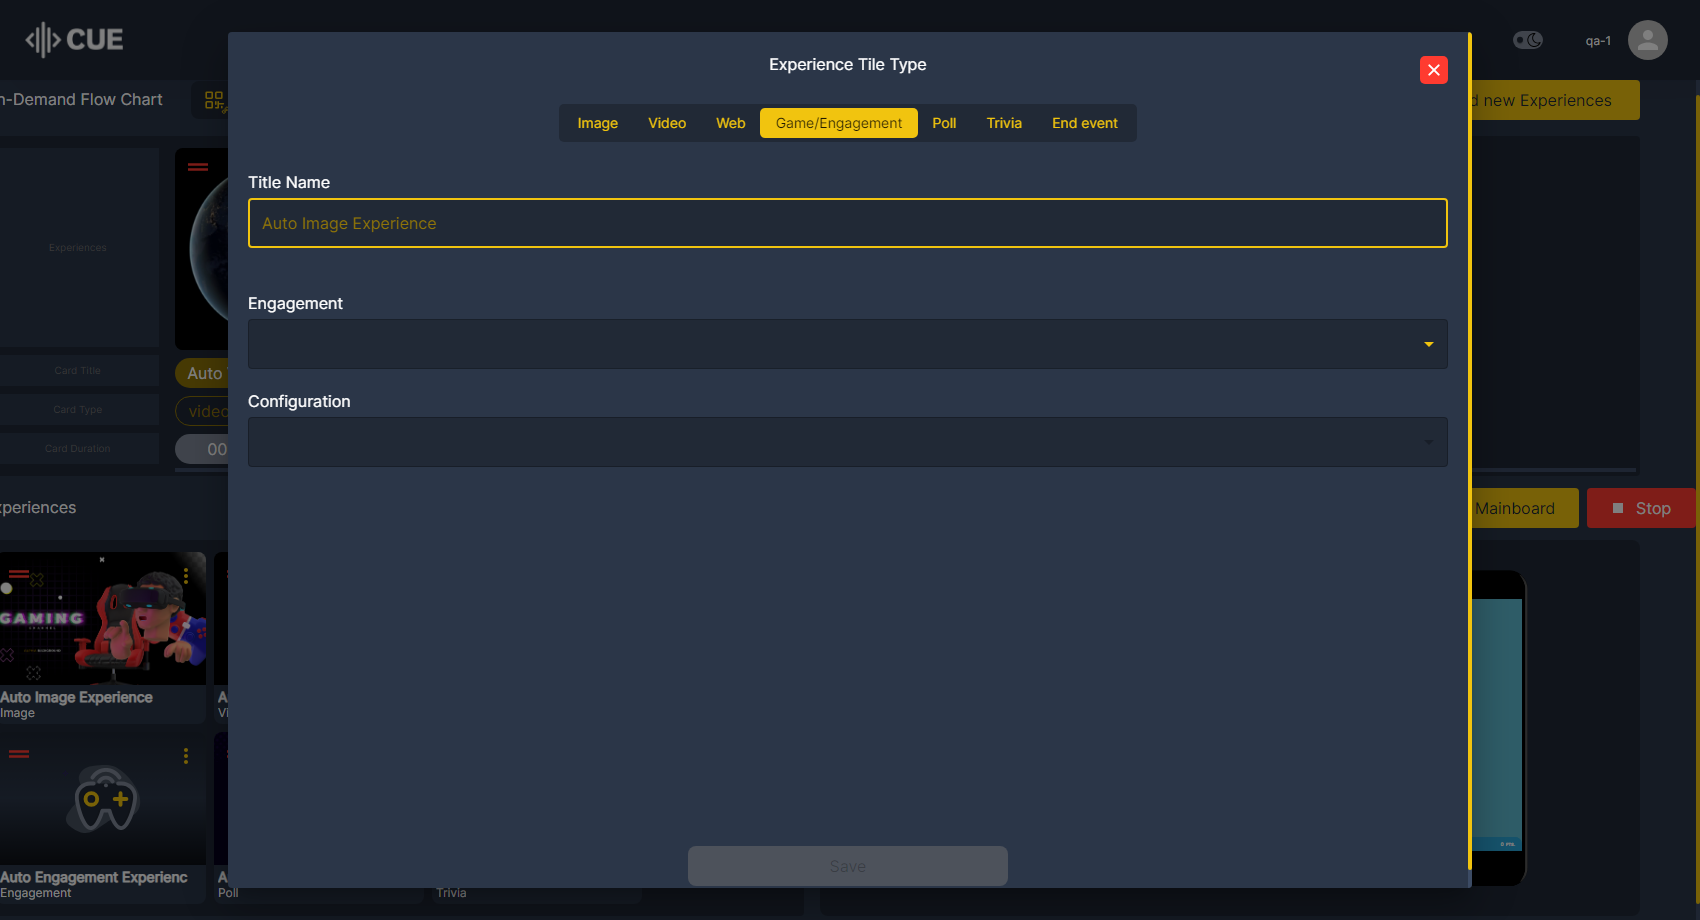 CUE
qa-1
n-Demand Flow Chart
d new Experiences
Experience Tile Type
Image
Video
Web
Game/Engagement
Poll
Trivia
End event
Title Name
Auto Image Experience
Engagement
Configuration
Save
Experiences
Card Title
Card Type
Card Duration
Auto
video
00
xperiences
Mainboard
Stop
GAMING
Auto Image Experience
Image
A
Vi
Auto Engagement Experienc
Engagement
A
Poll
Trivia